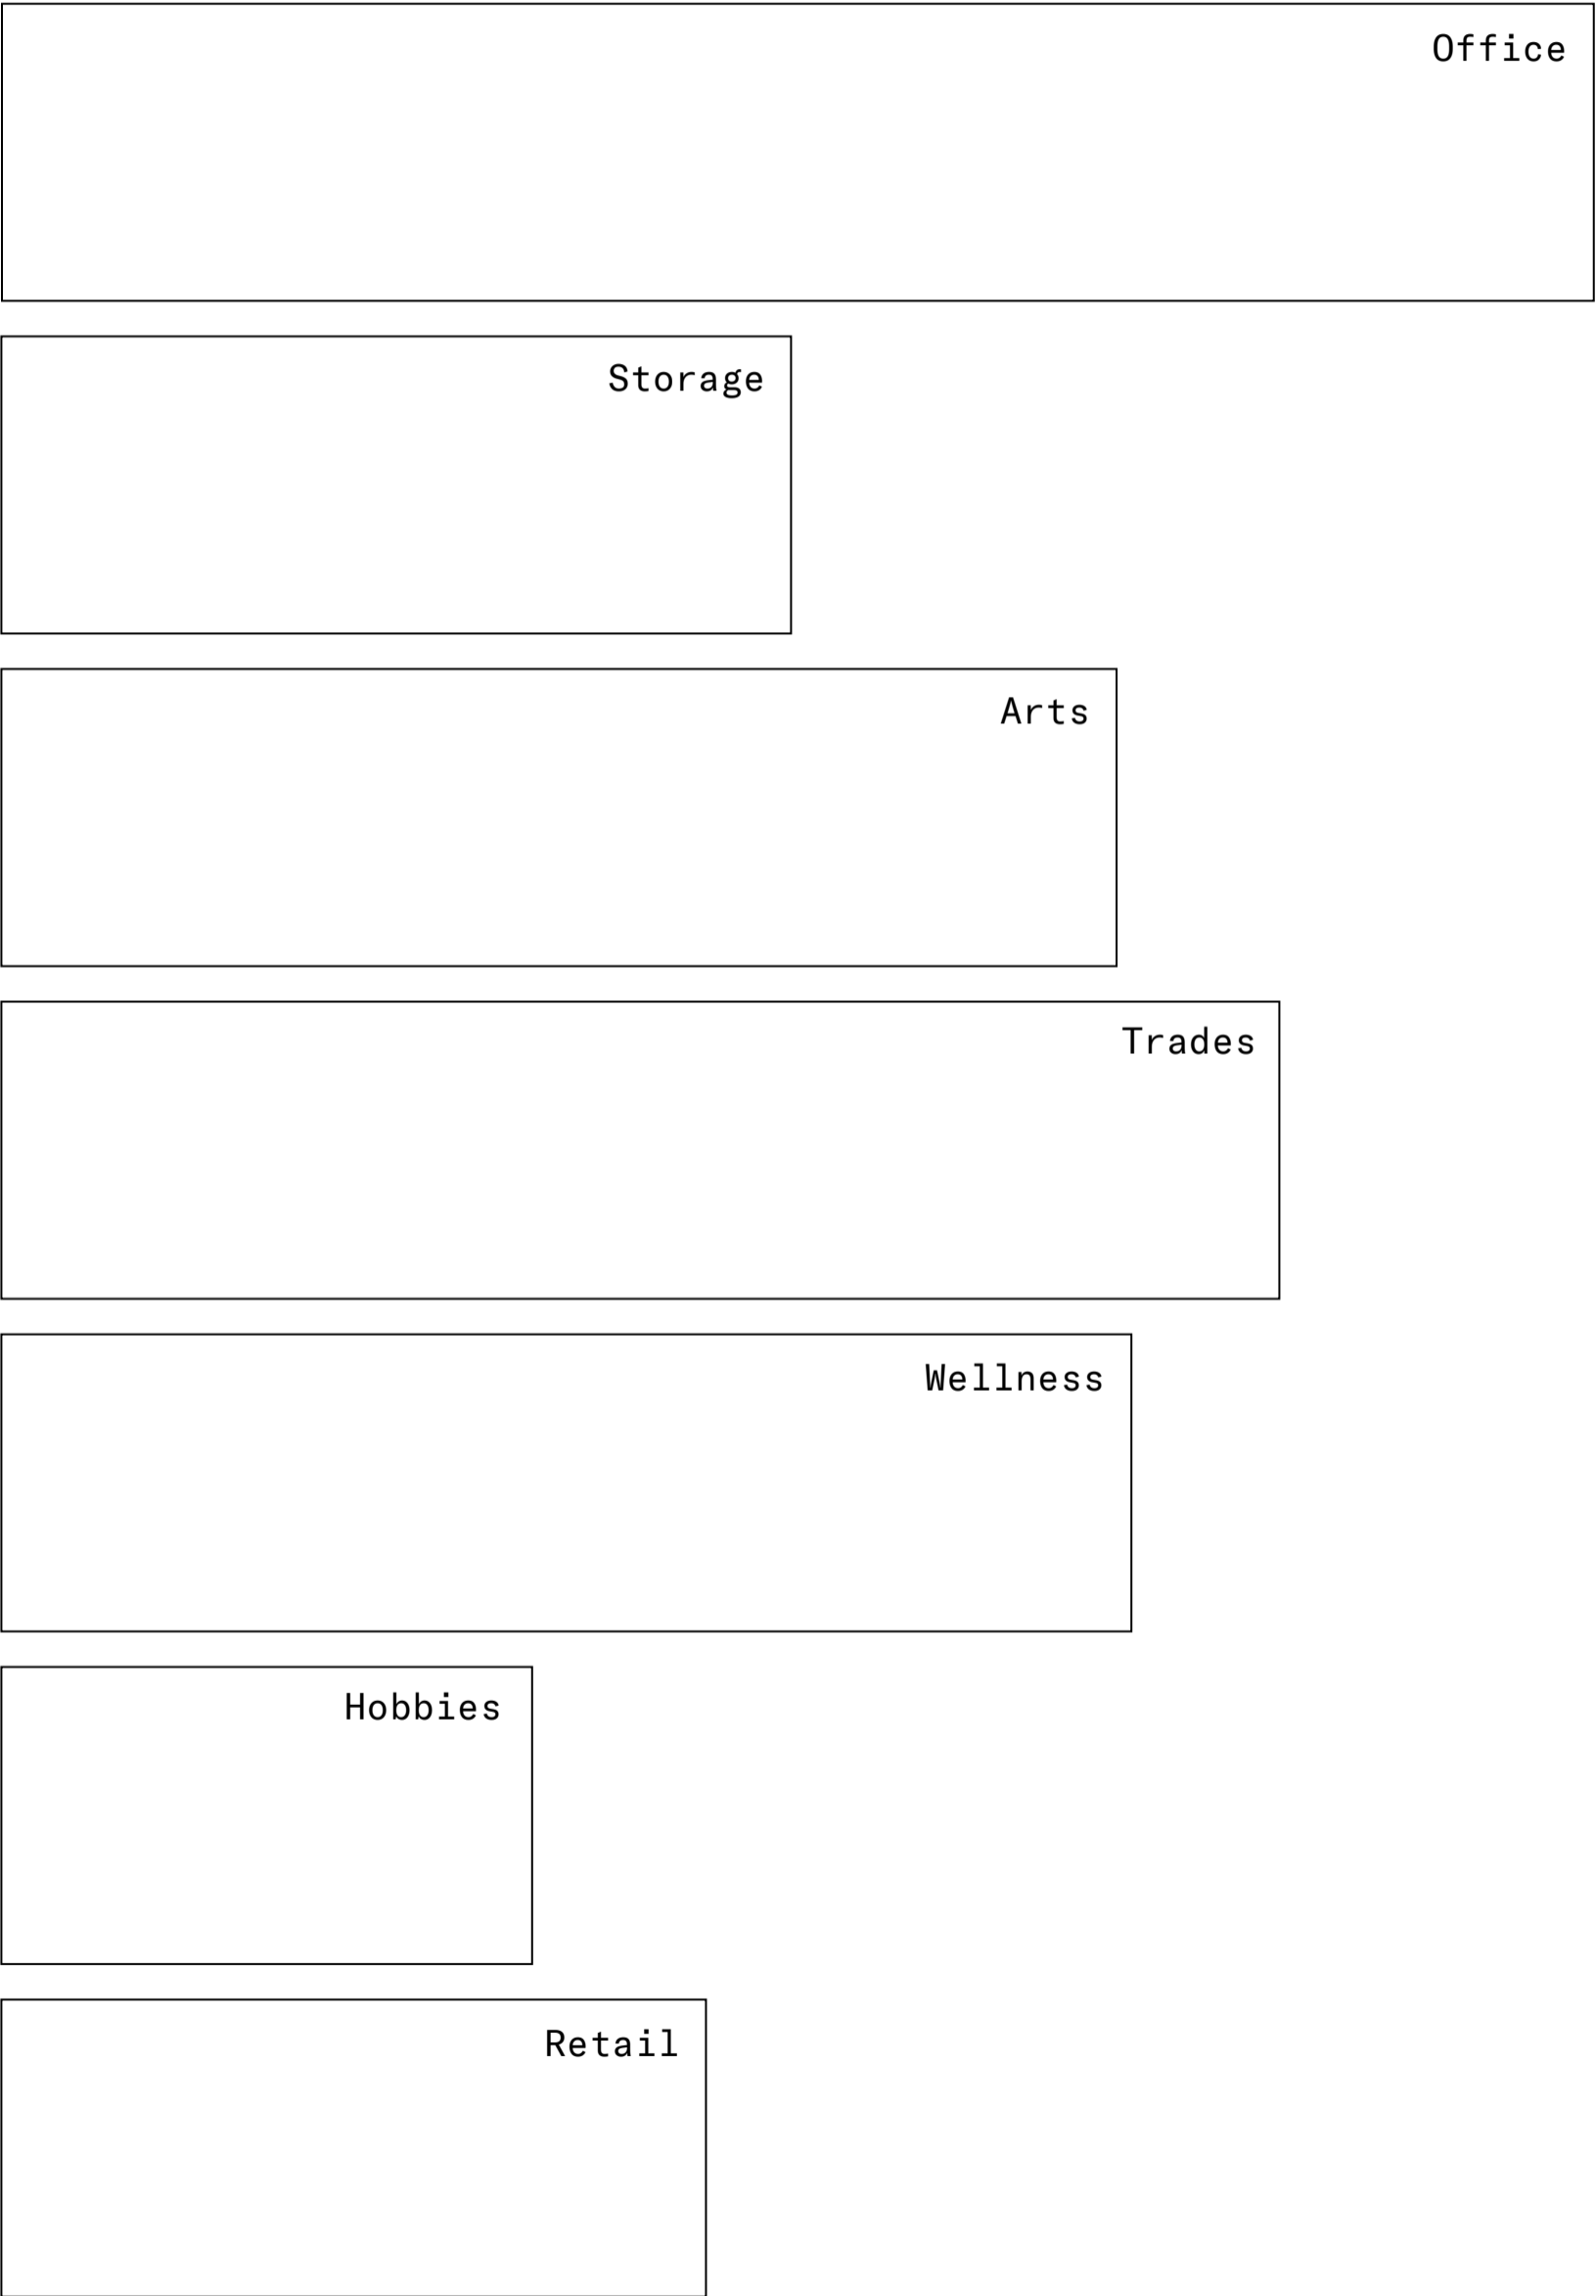 Office
Storage
Arts
Trades
Wellness
Hobbies
Retail